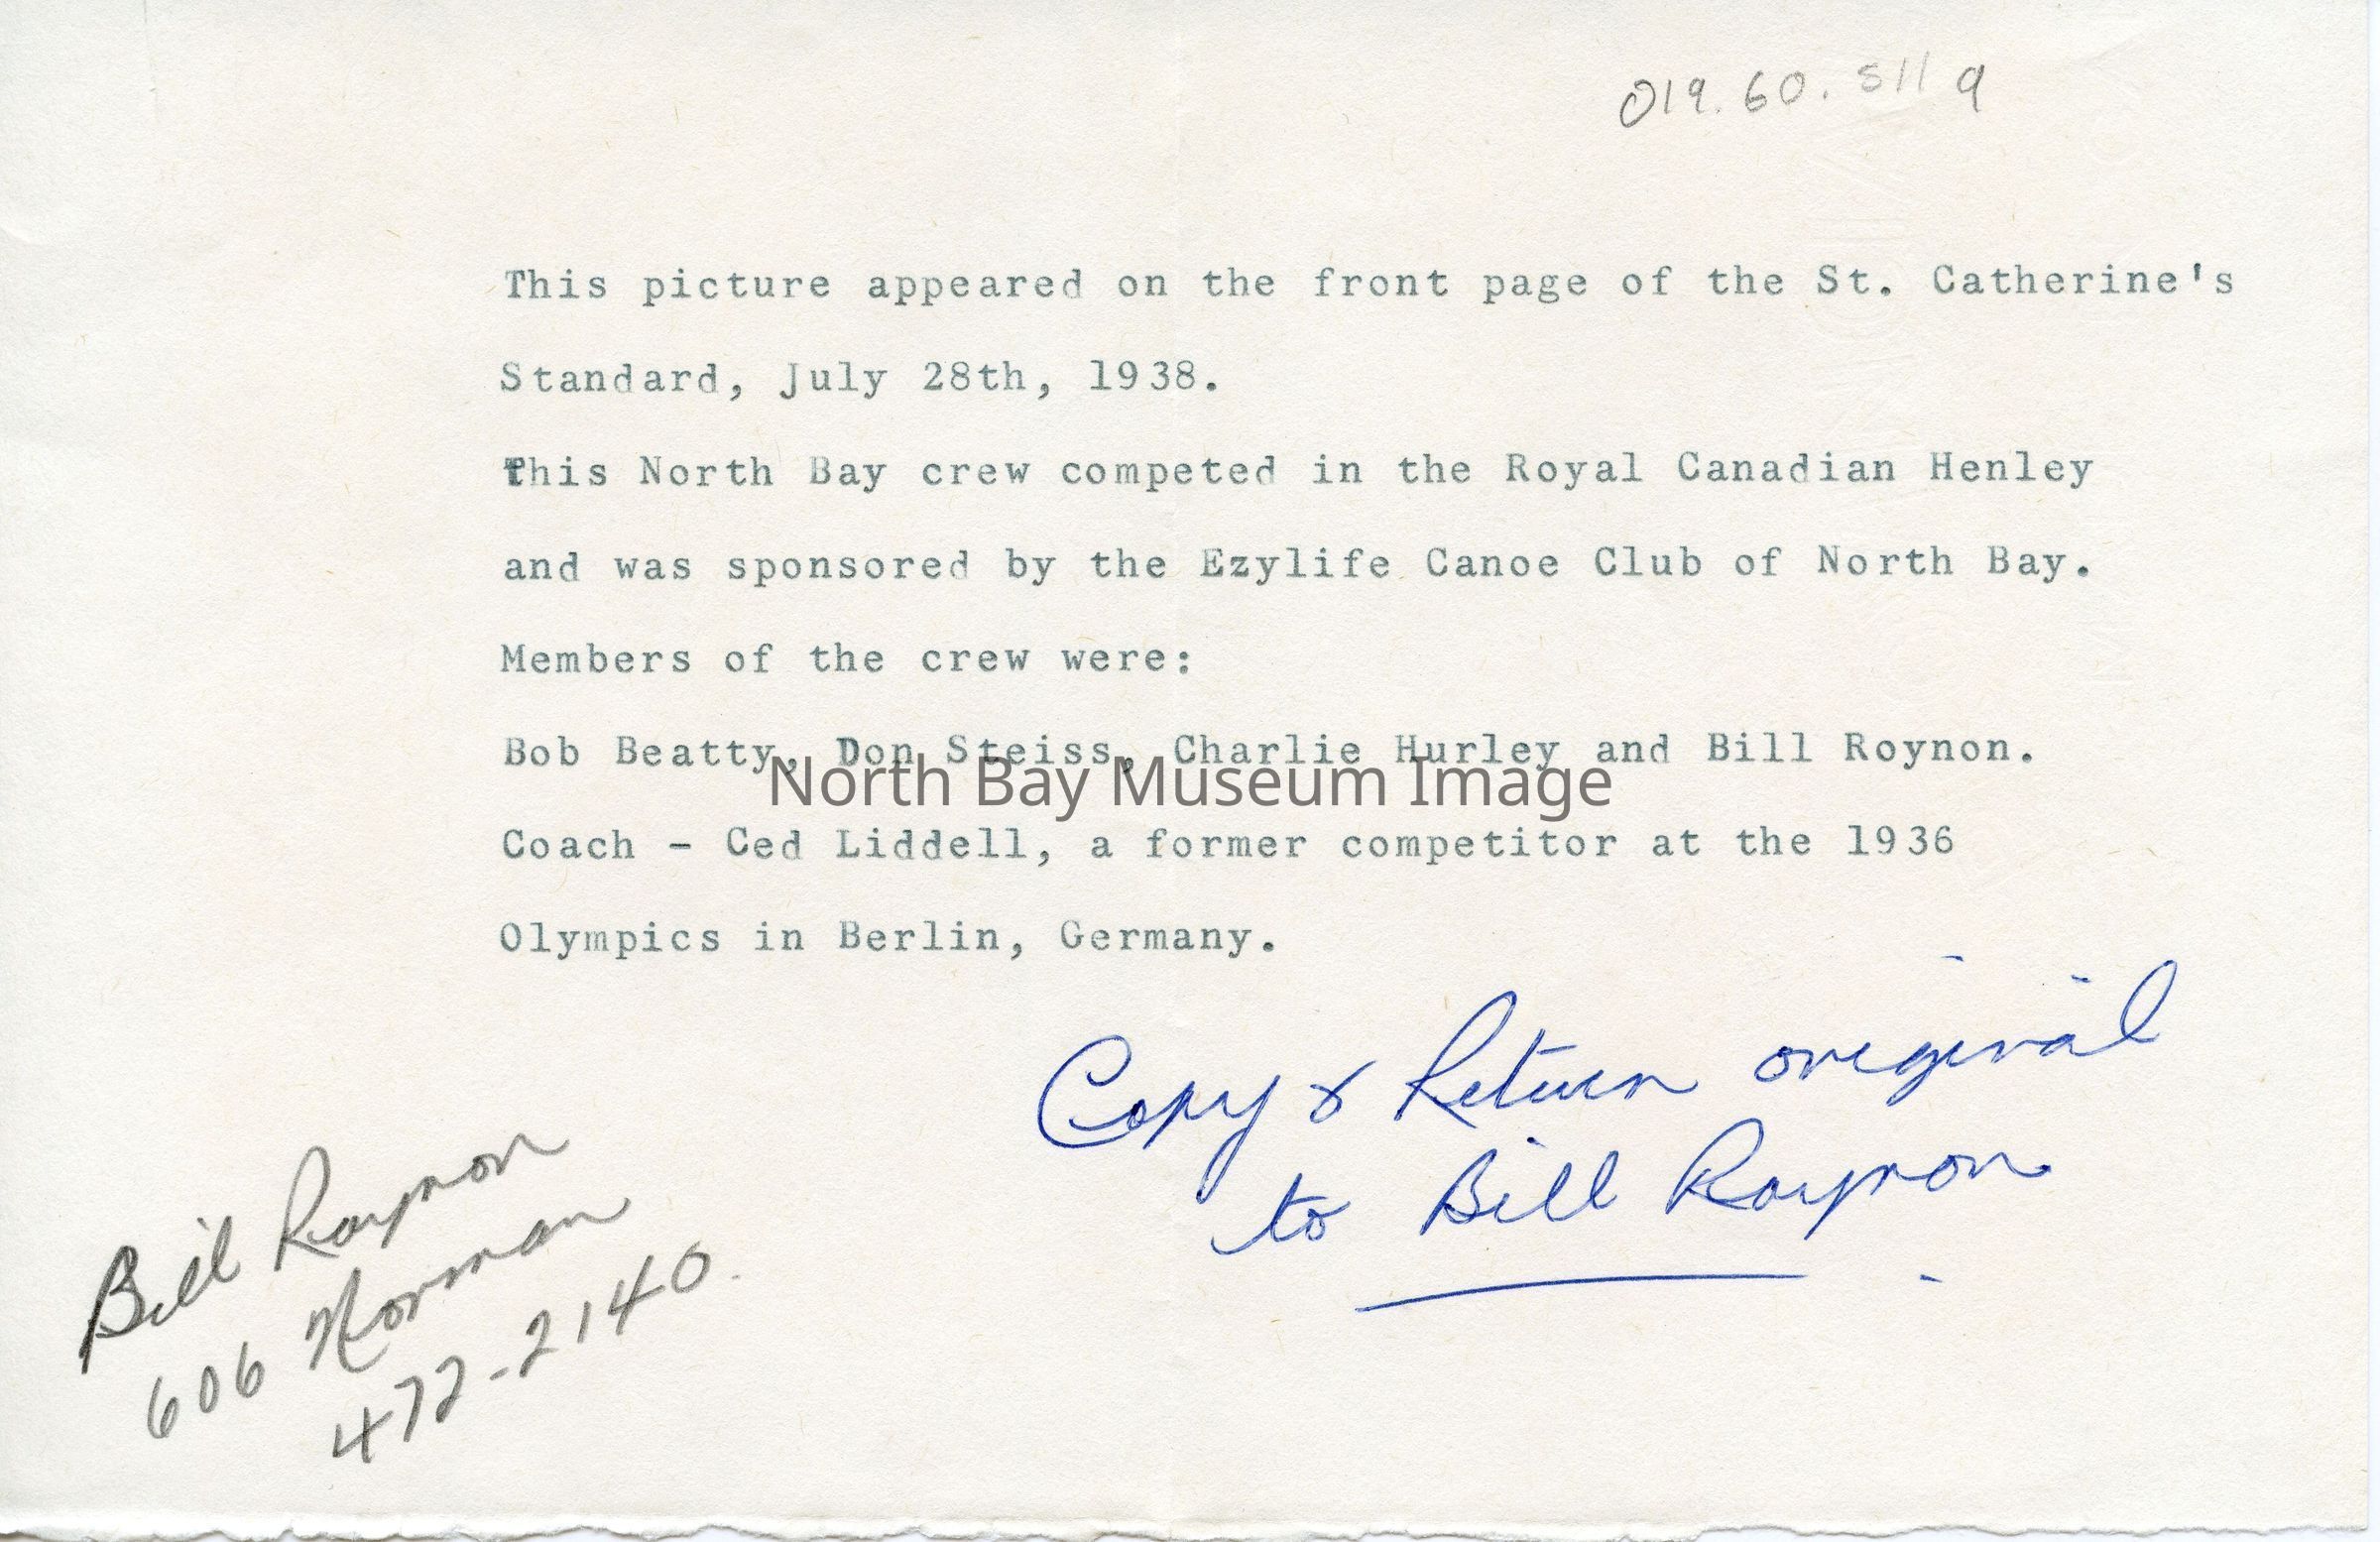 019.60.511 9
This picture appeared on the front page of the St. Catherine's
Standard, July 28th, 1938.
This North Bay crew competed in the Royal Canadian Henley
and was sponsored by the Ezylife Canoe Club of North Bay.
Members of the crew were:
Bob Beatty, Don Steiss, Charlie Hurley and Bill Roynon.
North Bay Museum Image
Coach - Ced Liddell, a former competitor at the 1936
Olympics in Berlin, Germany.
Copy & Return original
to Bill Roynon
Bill Roynon
606 Norman
472-2140.